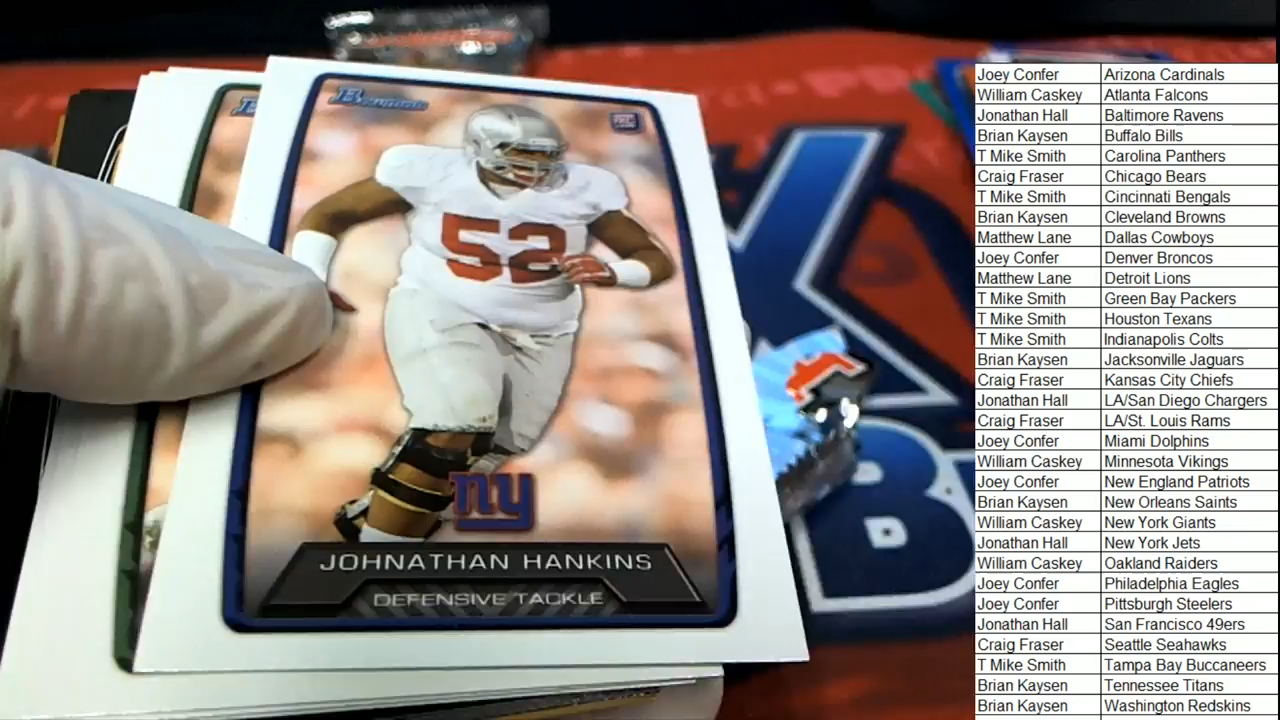 Bowman
52
ny
JOHNATHAN HANKINS
DEFENSIVE TACKLE
Joey Confer Arizona Cardinals
William Caskey Atlanta Falcons
Jonathan Hall Baltimore Ravens
Brian Kaysen Buffalo Bills
T Mike Smith Carolina Panthers
Craig Fraser Chicago Bears
T Mike Smith Cincinnati Bengals
Brian Kaysen Cleveland Browns
Matthew Lane Dallas Cowboys
Joey Confer Denver Broncos
Matthew Lane Detroit Lions
T Mike Smith Green Bay Packers
T Mike Smith Houston Texans
T Mike Smith Indianapolis Colts
Brian Kaysen Jacksonville Jaguars
Craig Fraser Kansas City Chiefs
Jonathan Hall LA/San Diego Chargers
Craig Fraser LA/St. Louis Rams
Joey Confer Miami Dolphins
William Caskey Minnesota Vikings
Joey Confer New England Patriots
Brian Kaysen New Orleans Saints
William Caskey New York Giants
Jonathan Hall New York Jets
William Caskey Oakland Raiders
Joey Confer Philadelphia Eagles
Joey Confer Pittsburgh Steelers
Jonathan Hall San Francisco 49ers
Craig Fraser Seattle Seahawks
T Mike Smith Tampa Bay Buccaneers
Brian Kaysen Tennessee Titans
Brian Kaysen Washington Redskins